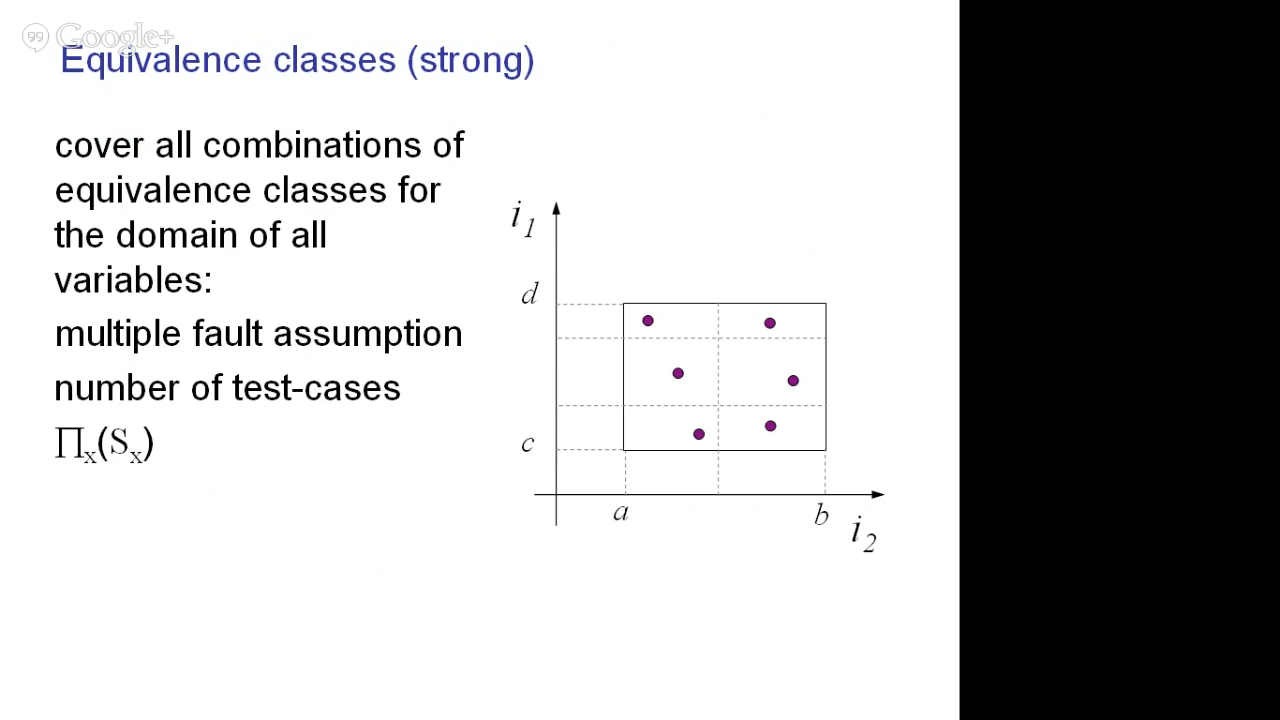 Google+
Equivalence classes (strong)
cover all combinations of
equivalence classes for
the domain of all
variables:
multiple fault assumption
number of test-cases
∏x(Sx)
i1
d
c
a
b
i2